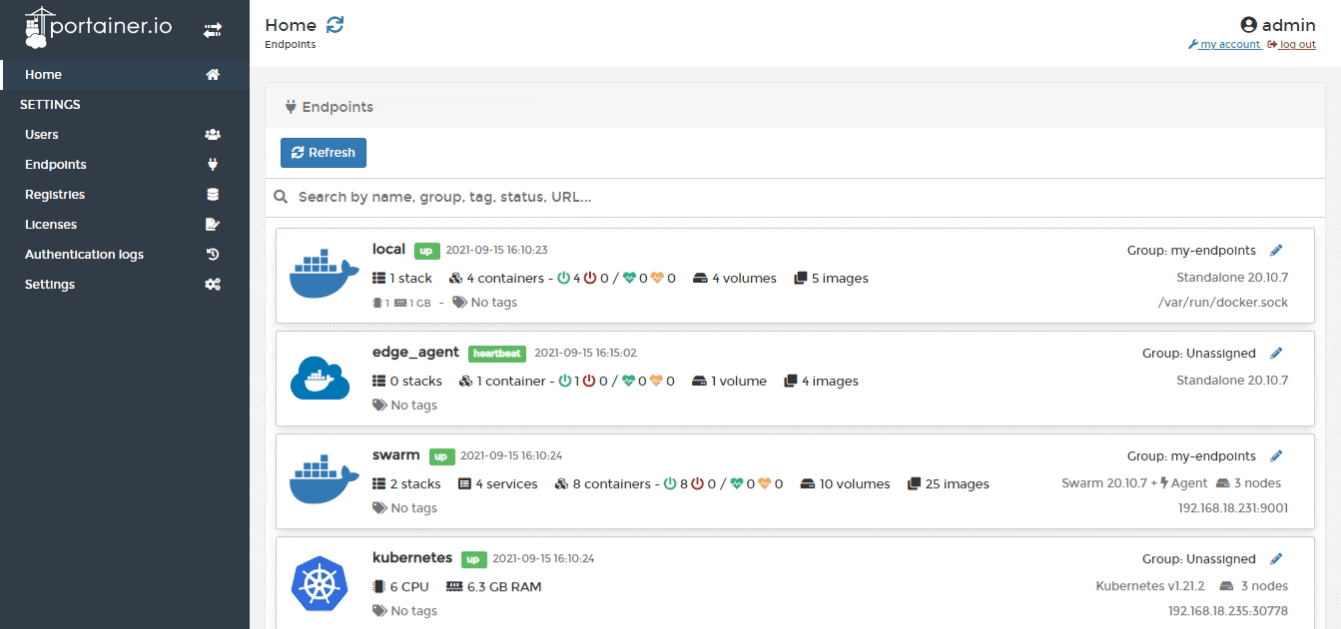 portainer.io
Home
SETTINGS
Users
Endpoints
Registries
Licenses
Authentication logs
Settings
Home
Endpoints
admin
my account log out
Endpoints
Refresh
Search by name, group, tag, status, URL...
local up 2021-09-15 16:10:23 Group: my-endpoints
1 stack 4 containers - 4 0 / 0 0 4 volumes 5 images Standalone 20.10.7
1 1 GB - No tags /var/run/docker.sock
edge_agent heartbeat 2021-09-15 16:15:02 Group: Unassigned
0 stacks 1 container - 1 0 / 0 0 1 volume 4 images Standalone 20.10.7
No tags
swarm up 2021-09-15 16:10:24 Group: my-endpoints
2 stacks 4 services 8 containers - 8 0 / 0 0 10 volumes 25 images Swarm 20.10.7 + Agent 3 nodes
No tags 192.168.18.231:9001
kubernetes up 2021-09-15 16:10:24 Group: Unassigned
6 CPU 6.3 GB RAM Kubernetes v1.21.2 3 nodes
No tags 192.168.18.235:30778